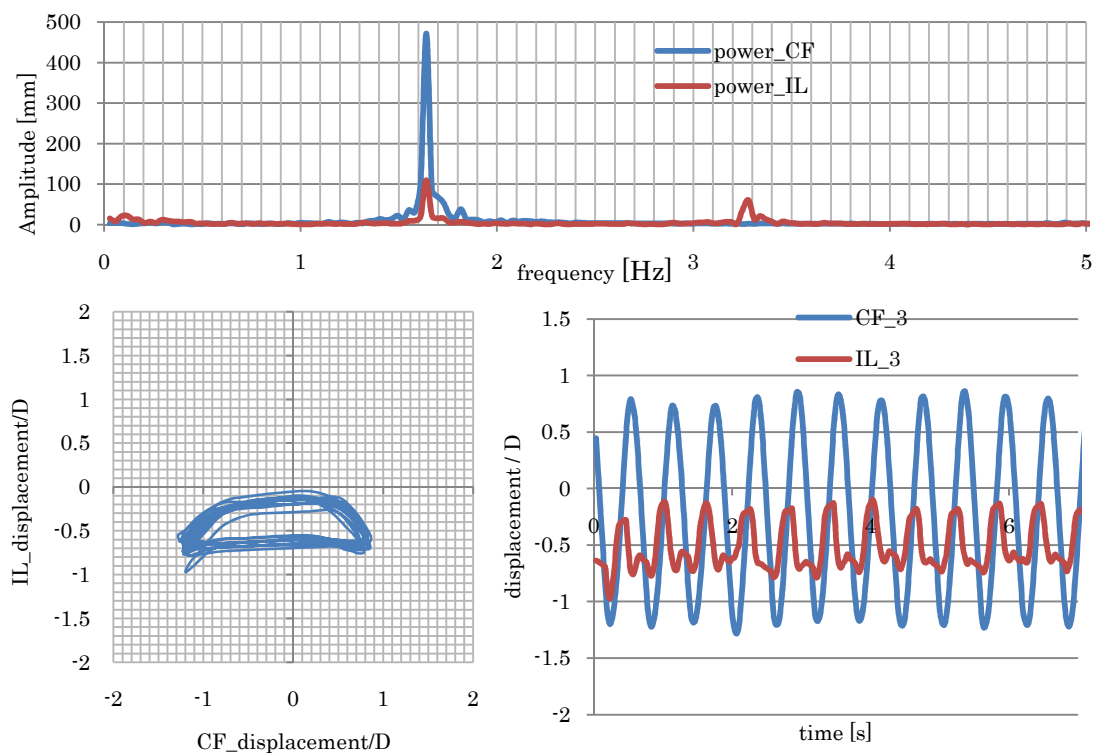 500
400
300
200
100
0
Amplitude [mm]
power_CF
power_IL
0 1 2 3 4 5
frequency [Hz]
2
1.5
1
0.5
0
-0.5
-1
-1.5
-2
IL_displacement/D
-2 -1 0 1 2
CF_displacement/D
1.5
1
0.5
0
-0.5
-1
-1.5
-2
displacement / D
CF_3
IL_3
0 2 4 6
time [s]